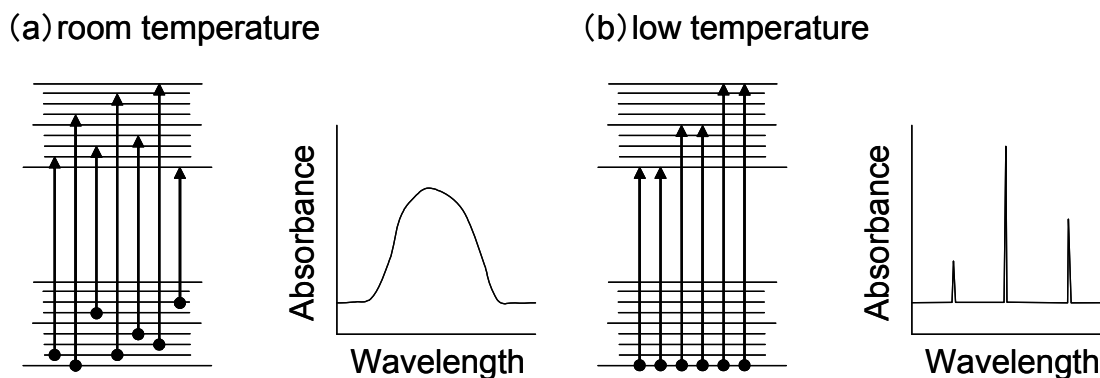 (a)room temperature
(b)low temperature
Absorbance
Wavelength
Absorbance
Wavelength